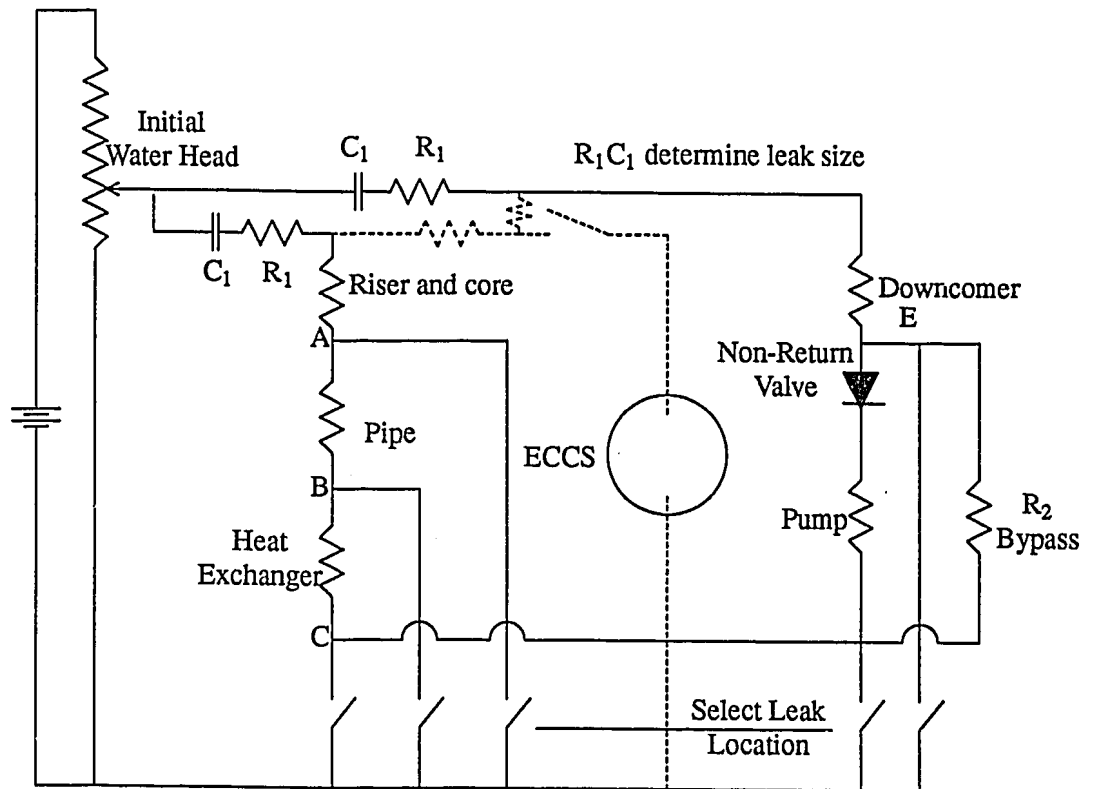 Initial
Water Head
C₁
R₁
R₁C₁ determine leak size
C₁
R₁
Riser and core
Downcomer
E
A
Non-Return
Valve
Pipe
ECCS
B
Pump
R₂
Bypass
Heat
Exchanger
C
Select Leak
Location